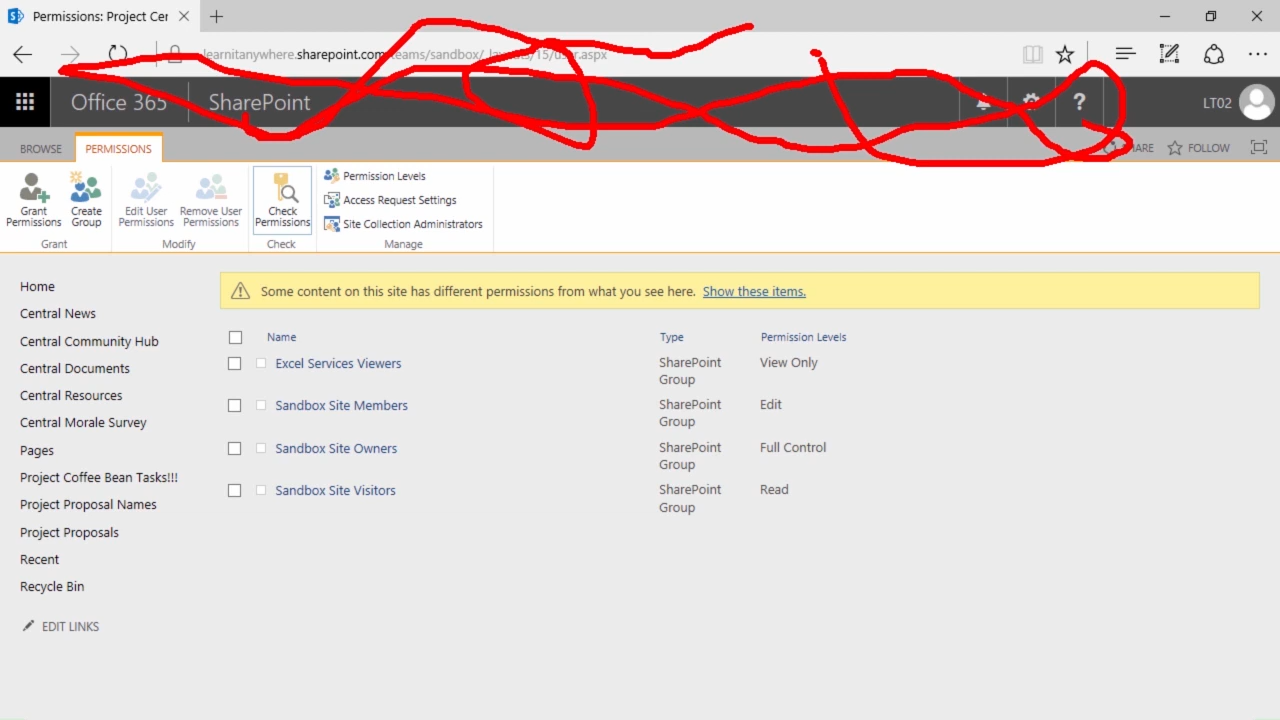 Permissions: Project Cer
learnitanywhere.sharepoint.com
Office 365 SharePoint ? LT02
BROWSE PERMISSIONS FOLLOW
Grant Permissions Create Group Edit User Permissions Remove User Permissions Check Permissions
Permission Levels
Access Request Settings
Site Collection Administrators
Grant Modify Check Manage
Home
Central News
Central Community Hub
Central Documents
Central Resources
Central Morale Survey
Pages
Project Coffee Bean Tasks!!!
Project Proposal Names
Project Proposals
Recent
Recycle Bin
EDIT LINKS
Some content on this site has different permissions from what you see here. Show these items.
Name Type Permission Levels
Excel Services Viewers SharePoint Group View Only
Sandbox Site Members SharePoint Group Edit
Sandbox Site Owners SharePoint Group Full Control
Sandbox Site Visitors SharePoint Group Read